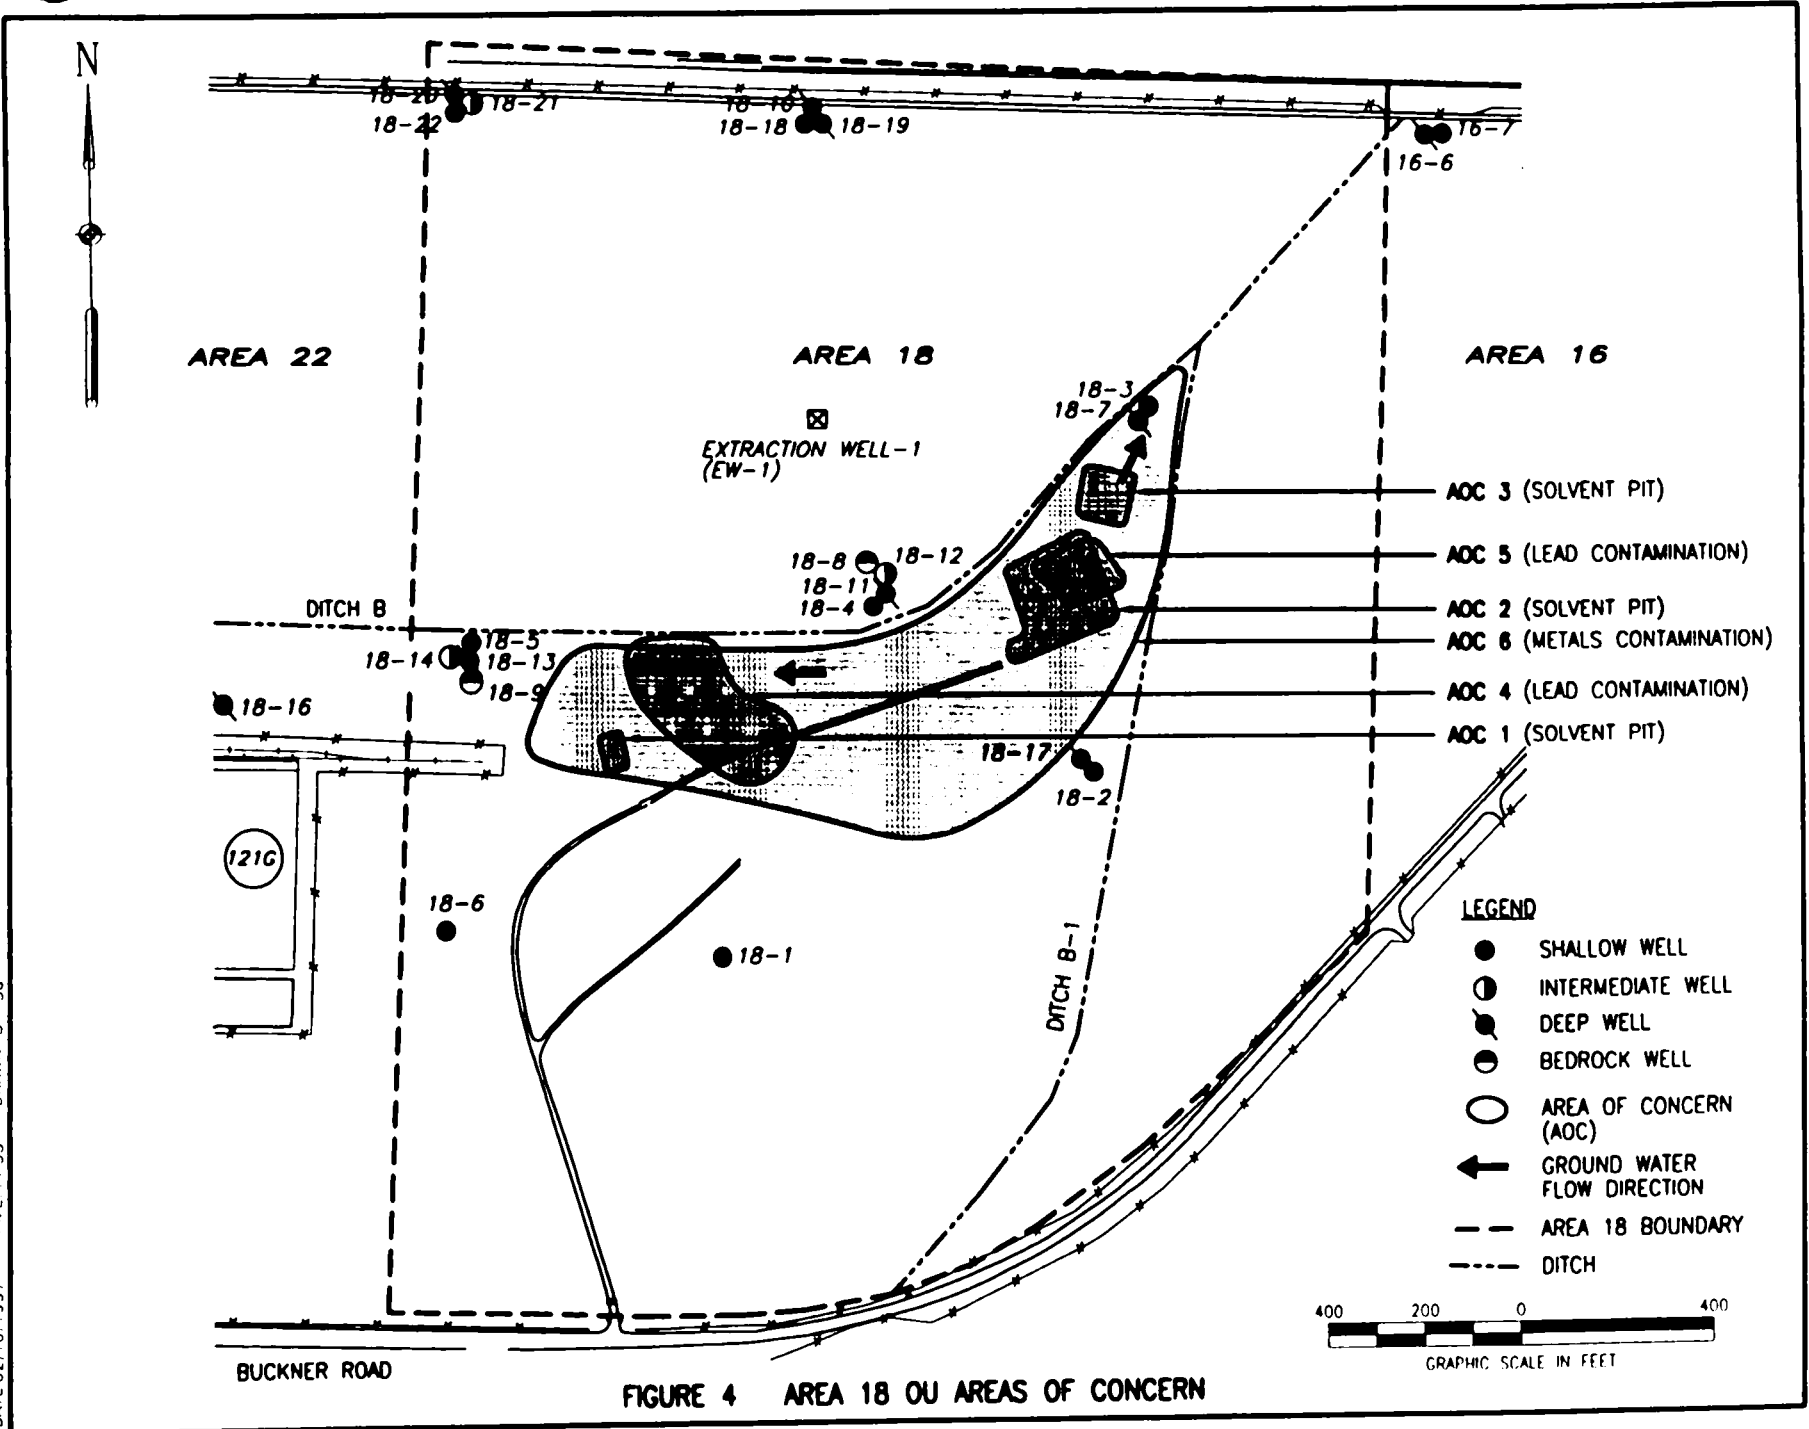 N
18-20
18-21
18-22
18-10
18-18
18-19
16-7
16-6
AREA 22
AREA 18
AREA 16
18-3
18-7
EXTRACTION WELL-1
(EW-1)
AOC 3 (SOLVENT PIT)
18-8
18-12
18-11
18-4
AOC 5 (LEAD CONTAMINATION)
DITCH B
AOC 2 (SOLVENT PIT)
AOC 6 (METALS CONTAMINATION)
18-5
18-14
18-13
18-9
AOC 4 (LEAD CONTAMINATION)
18-16
AOC 1 (SOLVENT PIT)
18-17
18-2
121G
18-6
18-1
DITCH B-1
LEGEND
SHALLOW WELL
INTERMEDIATE WELL
DEEP WELL
BEDROCK WELL
AREA OF CONCERN
(AOC)
GROUND WATER
FLOW DIRECTION
AREA 18 BOUNDARY
DITCH
400 200 0 400
GRAPHIC SCALE IN FEET
BUCKNER ROAD
FIGURE 4 AREA 18 OU AREAS OF CONCERN